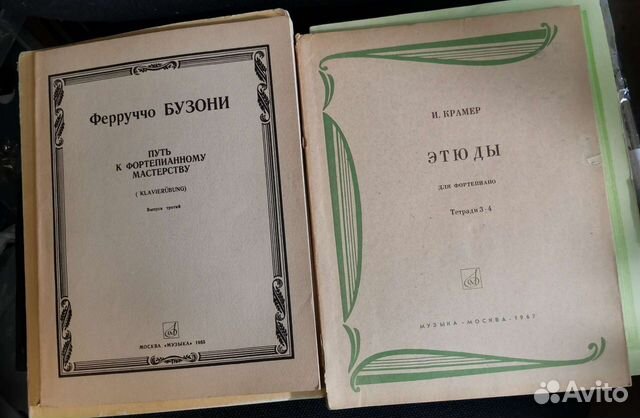 Ферруччо БУЗОНИ
ПУТЬ
К ФОРТЕПИАННОМУ
МАСТЕРСТВУ
( KLAVIERÜBUNG)
Выпуск третий
МОСКВА «МУЗЫКА»
И. КРАМЕР
ЭТЮДЫ
ДЛЯ ФОРТЕПИАНО
Тетради 3-4
МУЗЫКА-МОСКВА-1967
Avito